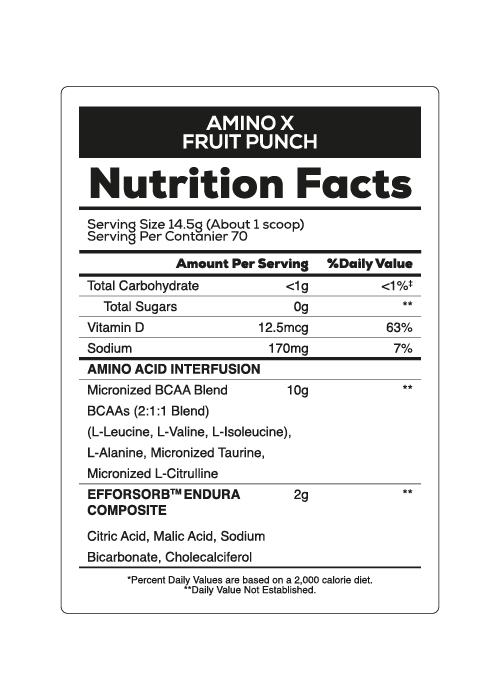 AMINO X
FRUIT PUNCH
Nutrition Facts
Serving Size 14.5g (About 1 scoop)
Serving Per Contanier 70
Amount Per Serving %Daily Value
Total Carbohydrate <1g <1%‡
Total Sugars 0g **
Vitamin D 12.5mcg 63%
Sodium 170mg 7%
AMINO ACID INTERFUSION
Micronized BCAA Blend 10g **
BCAAs (2:1:1 Blend)
(L-Leucine, L-Valine, L-Isoleucine),
L-Alanine, Micronized Taurine,
Micronized L-Citrulline
EFFORSORB™ ENDURA 2g **
COMPOSITE
Citric Acid, Malic Acid, Sodium
Bicarbonate, Cholecalciferol
*Percent Daily Values are based on a 2,000 calorie diet.
**Daily Value Not Established.